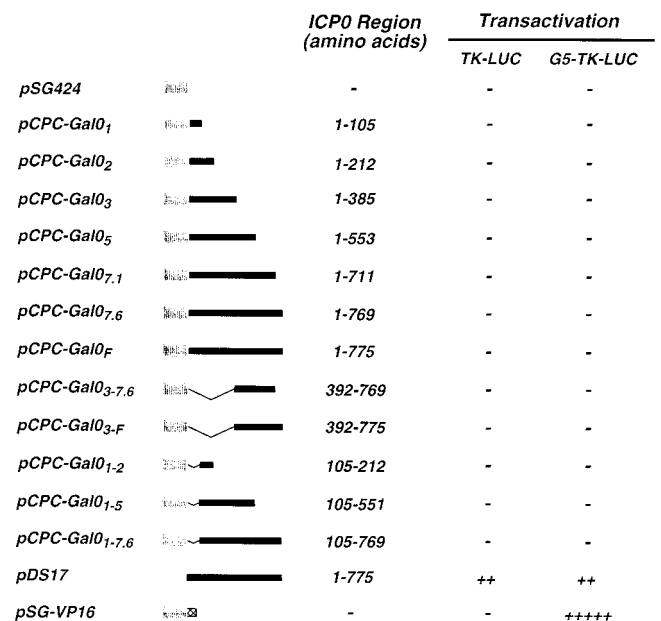 ICP0 Region Transactivation
(amino acids)
TK-LUC G5-TK-LUC
pSG424 - - -
pCPC-Gal0₁ 1-105 - -
pCPC-Gal0₂ 1-212 - -
pCPC-Gal0₃ 1-385 - -
pCPC-Gal0₅ 1-553 - -
pCPC-Gal0₇.₁ 1-711 - -
pCPC-Gal0₇.₆ 1-769 - -
pCPC-Gal0F 1-775 - -
pCPC-Gal0₃₋₇.₆ 392-769 - -
pCPC-Gal0₃₋F 392-775 - -
pCPC-Gal0₁₋₂ 105-212 - -
pCPC-Gal0₁₋₅ 105-551 - -
pCPC-Gal0₁₋₇.₆ 105-769 - -
pDS17 1-775 ++ ++
pSG-VP16 - - +++++